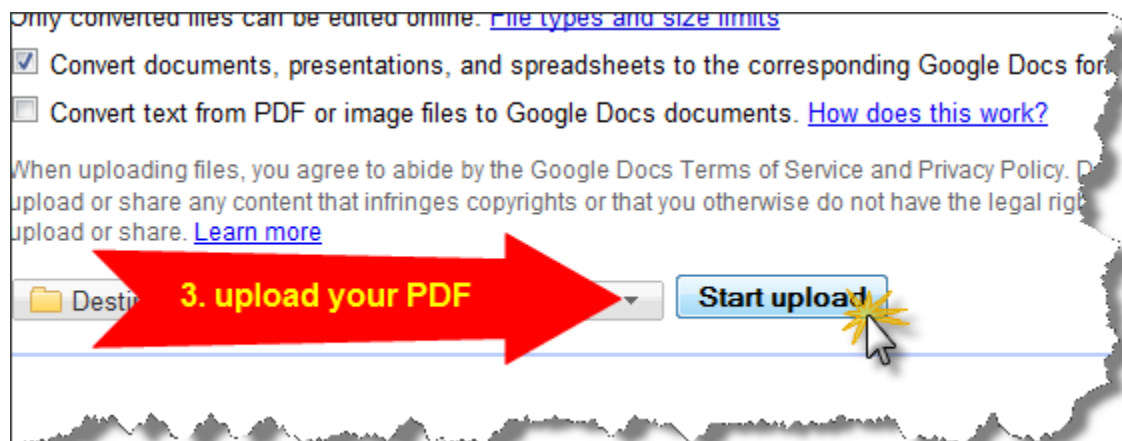 Only converted files can be edited online. File types and size limits
Convert documents, presentations, and spreadsheets to the corresponding Google Docs for
Convert text from PDF or image files to Google Docs documents. How does this work?
When uploading files, you agree to abide by the Google Docs Terms of Service and Privacy Policy. D
upload or share any content that infringes copyrights or that you otherwise do not have the legal rig
upload or share. Learn more
Desti 3. upload your PDF Start upload